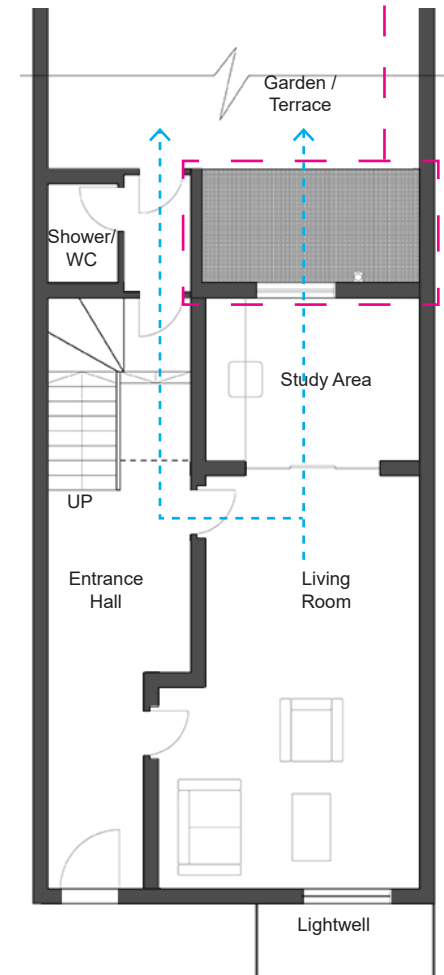 Garden /
Terrace
Shower/
WC
Study Area
UP
Entrance
Hall
Living
Room
Lightwell